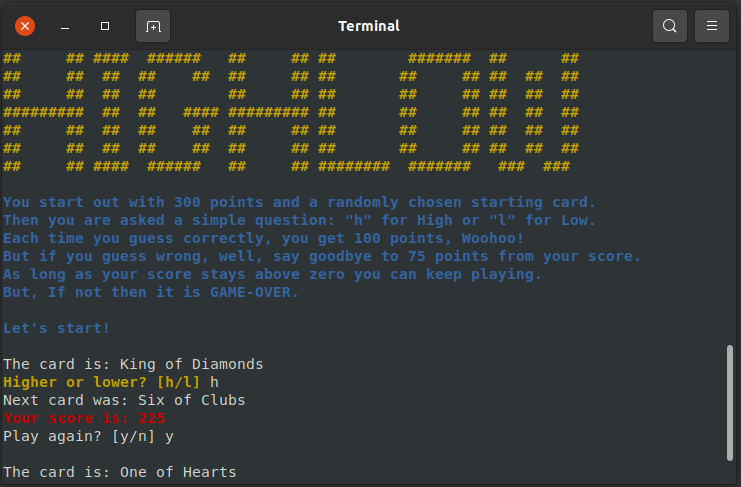 Terminal
##     ## ####  ######   ##     ## ##        #######  ##      ##
##     ##  ##  ##    ##  ##     ## ##       ##     ## ##  ##  ##
##     ##  ##  ##        ##     ## ##       ##     ## ##  ##  ##
#########  ##  ##   #### ######### ##       ##     ## ##  ##  ##
##     ##  ##  ##    ##  ##     ## ##       ##     ## ##  ##  ##
##     ##  ##  ##    ##  ##     ## ##       ##     ## ##  ##  ##
##     ## ####  ######   ##     ## ########  #######   ###  ###
You start out with 300 points and a randomly chosen starting card.
Then you are asked a simple question: "h" for High or "l" for Low.
Each time you guess correctly, you get 100 points, Woohoo!
But if you guess wrong, well, say goodbye to 75 points from your score.
As long as your score stays above zero you can keep playing.
But, If not then it is GAME-OVER.
Let's start!
The card is: King of Diamonds
Higher or lower? [h/l] h
Next card was: Six of Clubs
Your score is: 225
Play again? [y/n] y
The card is: One of Hearts